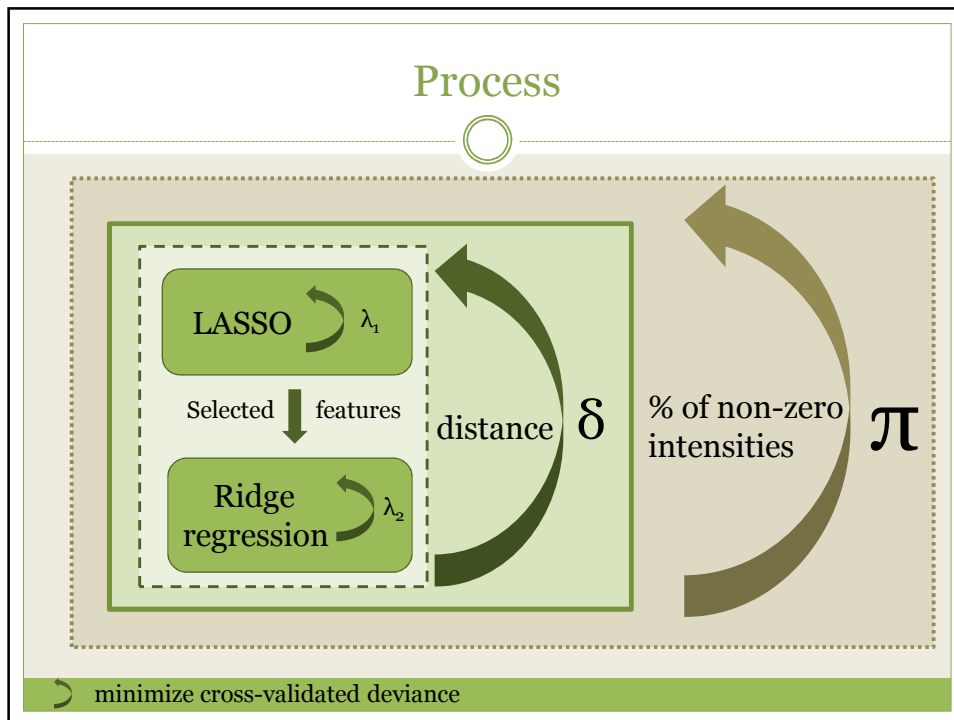 Process
LASSO λ₁
Selected features
Ridge
regression λ₂
distance δ
% of non-zero
intensities
π
minimize cross-validated deviance